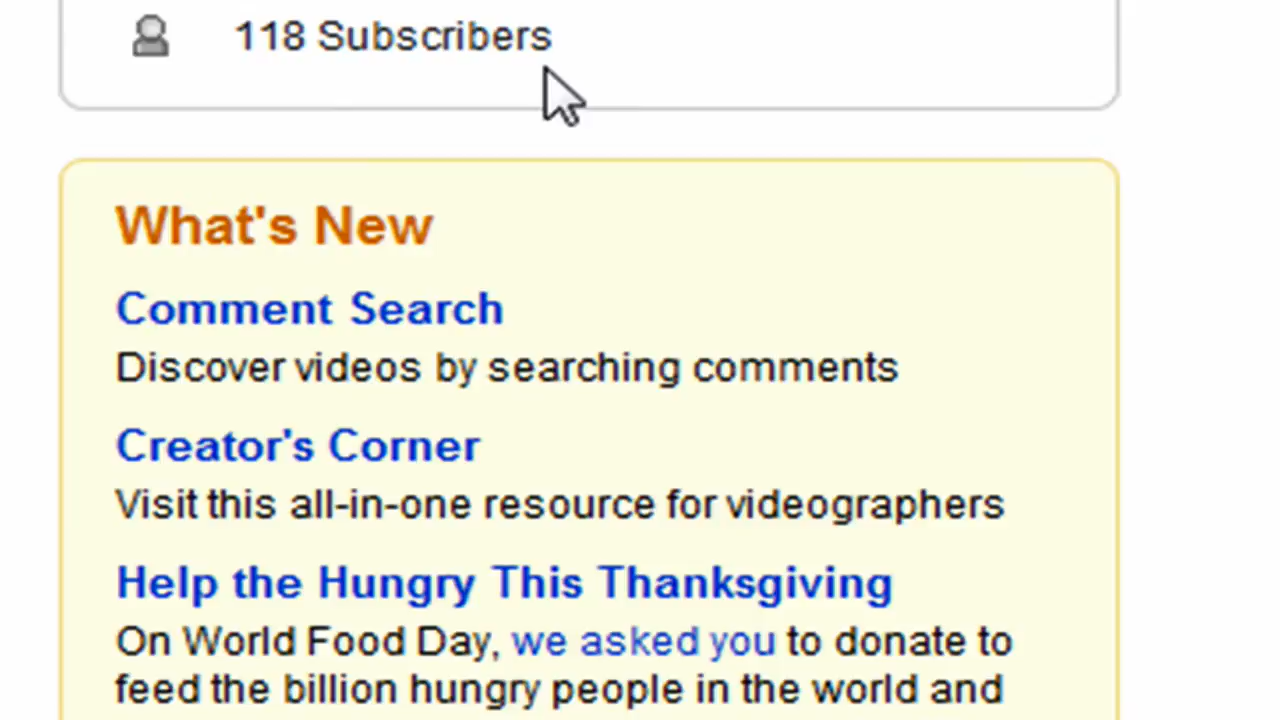 118 Subscribers
What's New
Comment Search
Discover videos by searching comments
Creator's Corner
Visit this all-in-one resource for videographers
Help the Hungry This Thanksgiving
On World Food Day, we asked you to donate to
feed the billion hungry people in the world and